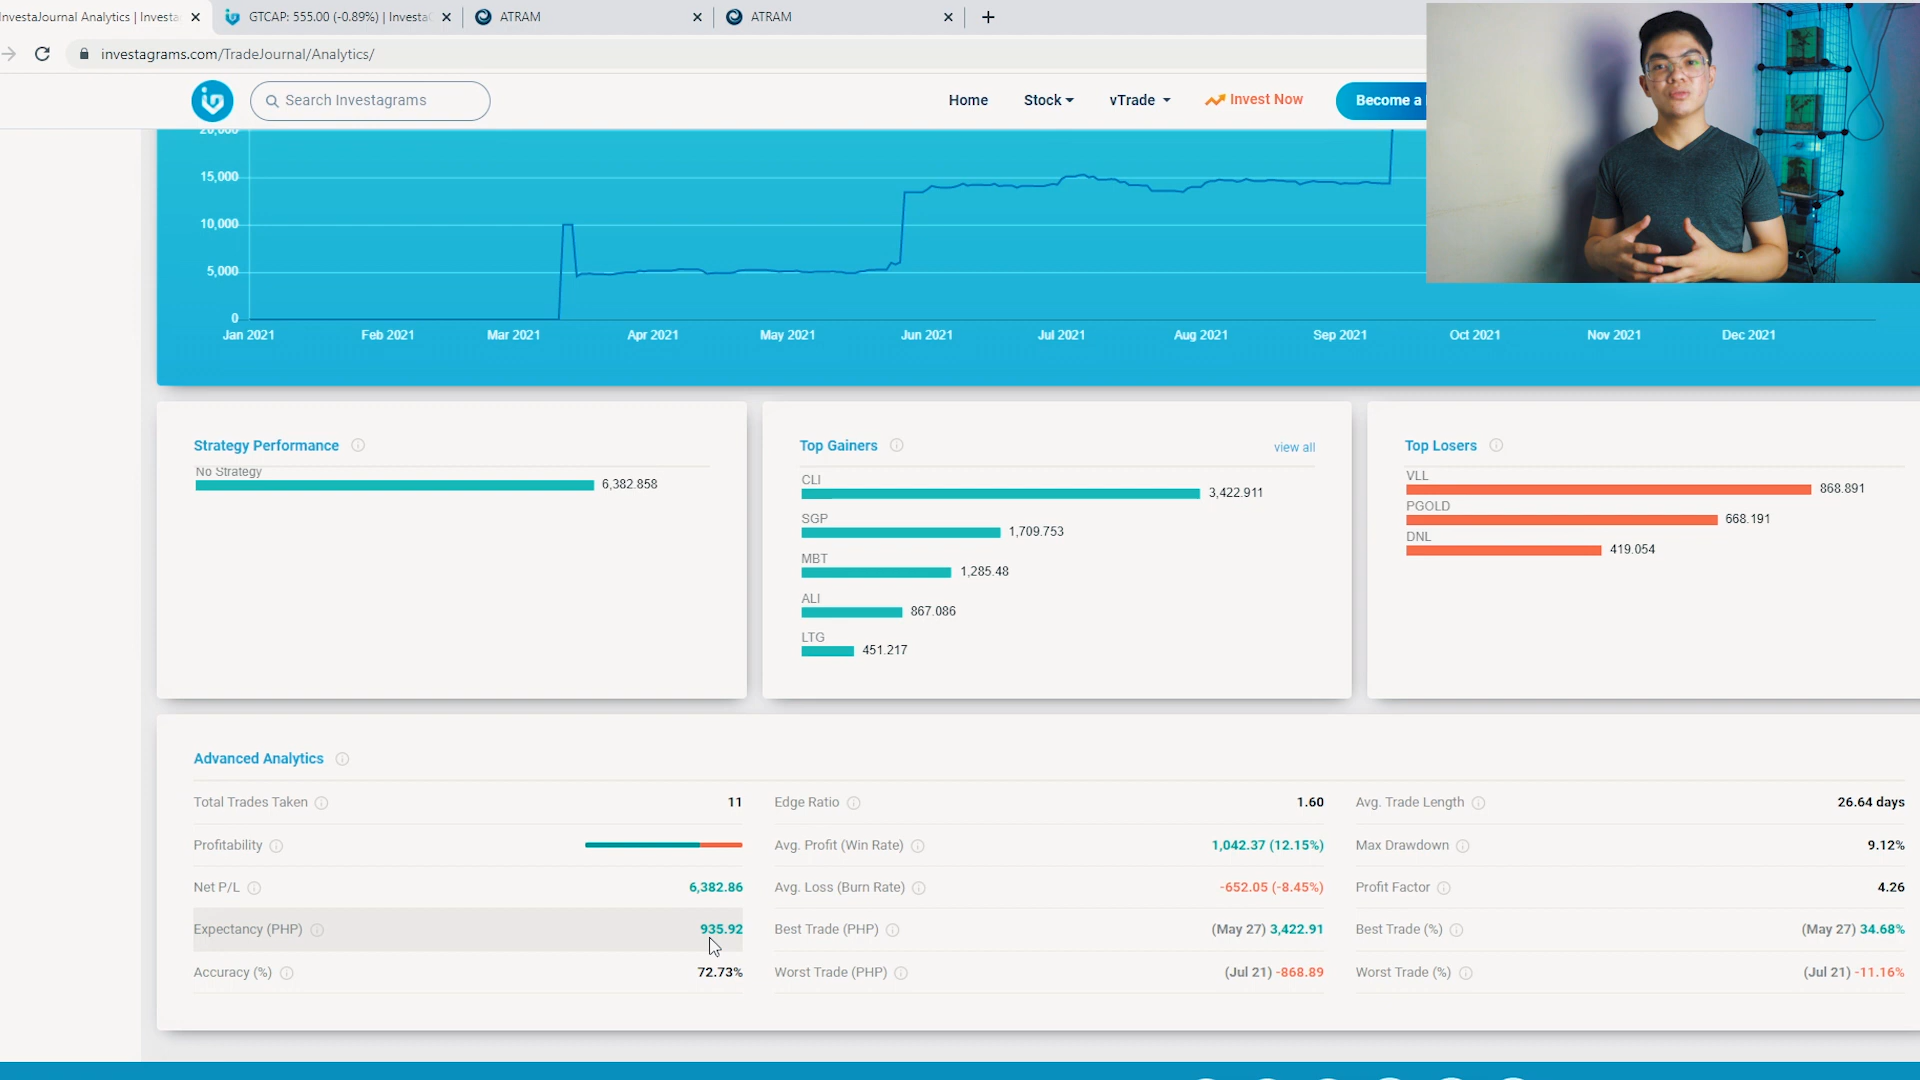 InvestaJournal Analytics | Investa
GTCAP: 555.00 (-0.89%) | Investa
ATRAM
ATRAM
investagrams.com/TradeJournal/Analytics/
Search Investagrams
Home
Stock
vTrade
Invest Now
Become a
20,000
15,000
10,000
5,000
0
Jan 2021 Feb 2021 Mar 2021 Apr 2021 May 2021 Jun 2021 Jul 2021 Aug 2021 Sep 2021 Oct 2021 Nov 2021 Dec 2021
Strategy Performance
No Strategy
6,382.858
Top Gainers
view all
CLI
3,422.911
SGP
1,709.753
MBT
1,285.48
ALI
867.086
LTG
451.217
Top Losers
VLL
868.891
PGOLD
668.191
DNL
419.054
Advanced Analytics
Total Trades Taken 11
Edge Ratio 1.60
Avg. Trade Length 26.64 days
Profitability
Avg. Profit (Win Rate) 1,042.37 (12.15%)
Max Drawdown 9.12%
Net P/L 6,382.86
Avg. Loss (Burn Rate) -652.05 (-8.45%)
Profit Factor 4.26
Expectancy (PHP) 935.92
Best Trade (PHP) (May 27) 3,422.91
Best Trade (%) (May 27) 34.68%
Accuracy (%) 72.73%
Worst Trade (PHP) (Jul 21) -868.89
Worst Trade (%) (Jul 21) -11.16%